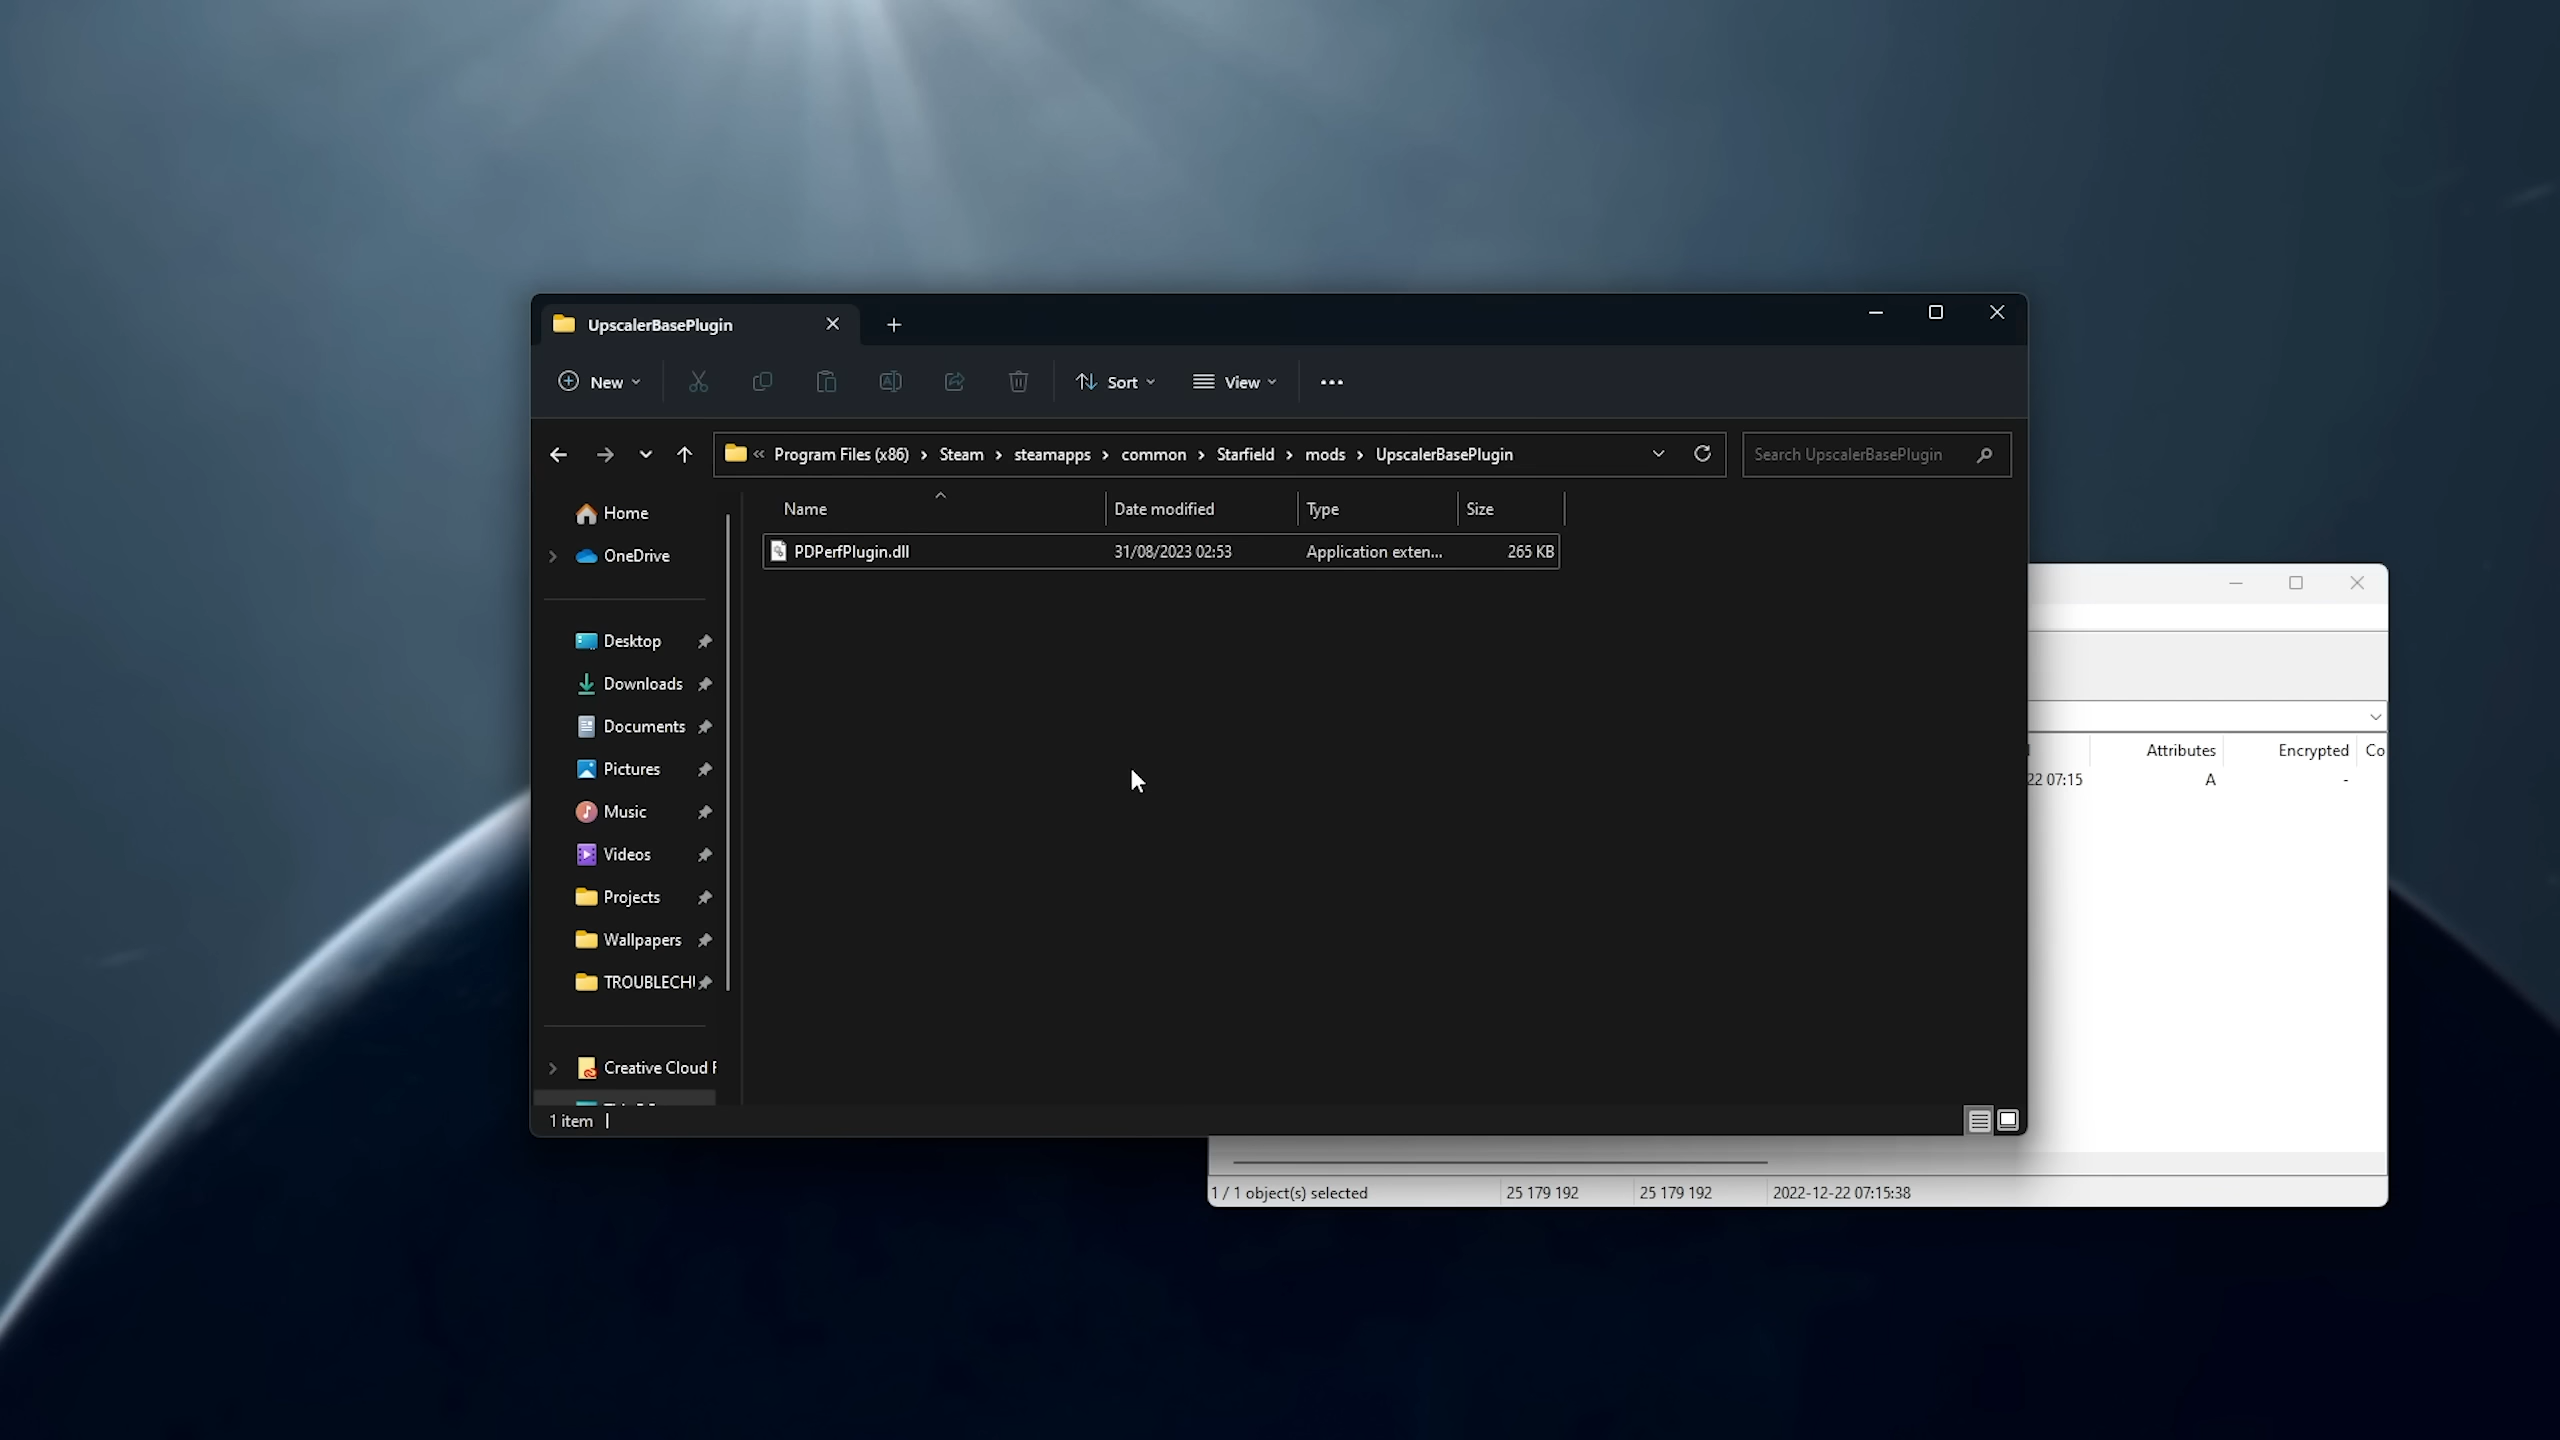 UpscalerBasePlugin
New
Sort
View
« Program Files (x86) › Steam › steamapps › common › Starfield › mods › UpscalerBasePlugin
Search UpscalerBasePlugin
Name Date modified Type Size
PDPerfPlugin.dll 31/08/2023 02:53 Application exten... 265 KB
Home
OneDrive
Desktop
Downloads
Documents
Pictures
Music
Videos
Projects
Wallpapers
TROUBLECH
Creative Cloud F
1 item
Attributes Encrypted Co
22 07:15 A -
1 / 1 object(s) selected 25 179 192 25 179 192 2022-12-22 07:15:38